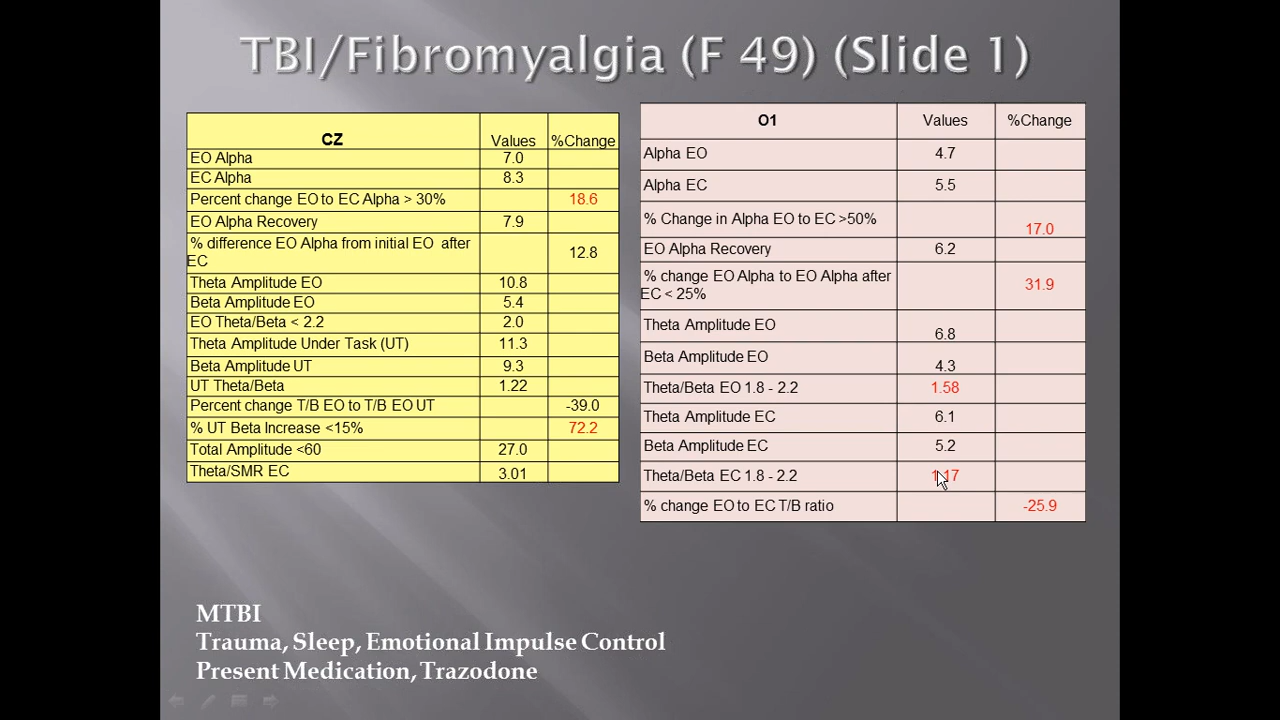 TBI/Fibromyalgia (F 49) (Slide 1)
CZ Values %Change
EO Alpha 7.0
EC Alpha 8.3
Percent change EO to EC Alpha > 30% 18.6
EO Alpha Recovery 7.9
% difference EO Alpha from initial EO after
EC 12.8
Theta Amplitude EO 10.8
Beta Amplitude EO 5.4
EO Theta/Beta < 2.2 2.0
Theta Amplitude Under Task (UT) 11.3
Beta Amplitude UT 9.3
UT Theta/Beta 1.22
Percent change T/B EO to T/B EO UT -39.0
% UT Beta Increase <15% 72.2
Total Amplitude <60 27.0
Theta/SMR EC 3.01
O1 Values %Change
Alpha EO 4.7
Alpha EC 5.5
% Change in Alpha EO to EC >50% 17.0
EO Alpha Recovery 6.2
% change EO Alpha to EO Alpha after
EC < 25% 31.9
Theta Amplitude EO 6.8
Beta Amplitude EO 4.3
Theta/Beta EO 1.8 - 2.2 1.58
Theta Amplitude EC 6.1
Beta Amplitude EC 5.2
Theta/Beta EC 1.8 - 2.2 1.17
% change EO to EC T/B ratio -25.9
MTBI
Trauma, Sleep, Emotional Impulse Control
Present Medication, Trazodone